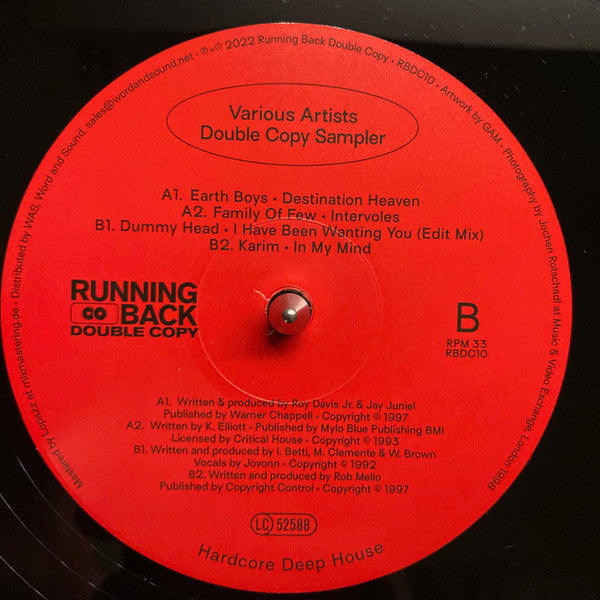 Mastered by Lopazz at mixmastering.de • Distributed by WAS, Word and Sound. sales@wordandsound.net • ℗+© 2022 Running Back Double Copy • RBDC10 • Artwork by GAM • Photography by Jochen Rotschadl at Music & Video Exchange, London 1998
Various Artists
Double Copy Sampler
A1. Earth Boys • Destination Heaven
A2. Family Of Few • Intervoles
B1. Dummy Head • I Have Been Wanting You (Edit Mix)
B2. Karim • In My Mind
RUNNING
BACK
DOUBLE COPY
B
RPM 33
RBDC10
A1. Written & produced by Roy Davis Jr. & Jay Juniel
Published by Warner Chappell • Copyright © 1997
A2. Written by K. Elliott • Published by Mylo Blue Publishing BMI
Licensed by Critical House • Copyright © 1993
B1. Written and produced by I. Betti, M. Clemente & W. Brown
Vocals by Jovonn • Copyright © 1992
B2. Written and produced by Rob Mello
Published by Copyright Control • Copyright © 1997
LC 52588
Hardcore Deep House